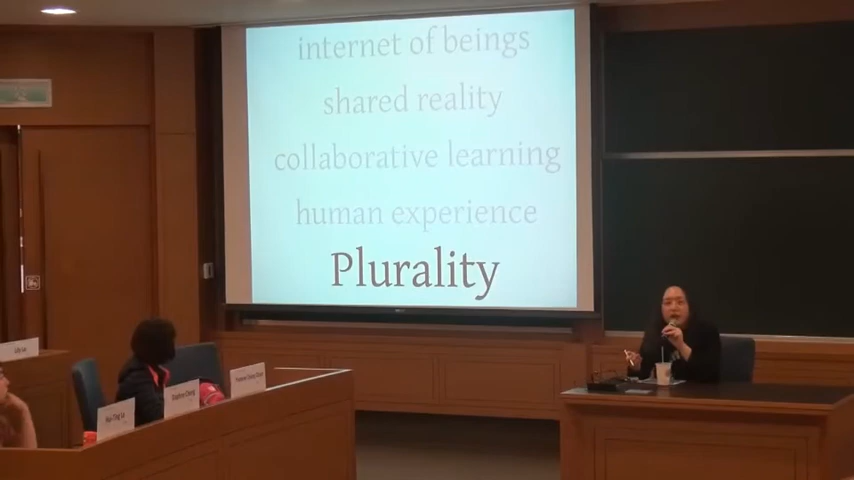 internet of beings
shared reality
collaborative learning
human experience
Plurality